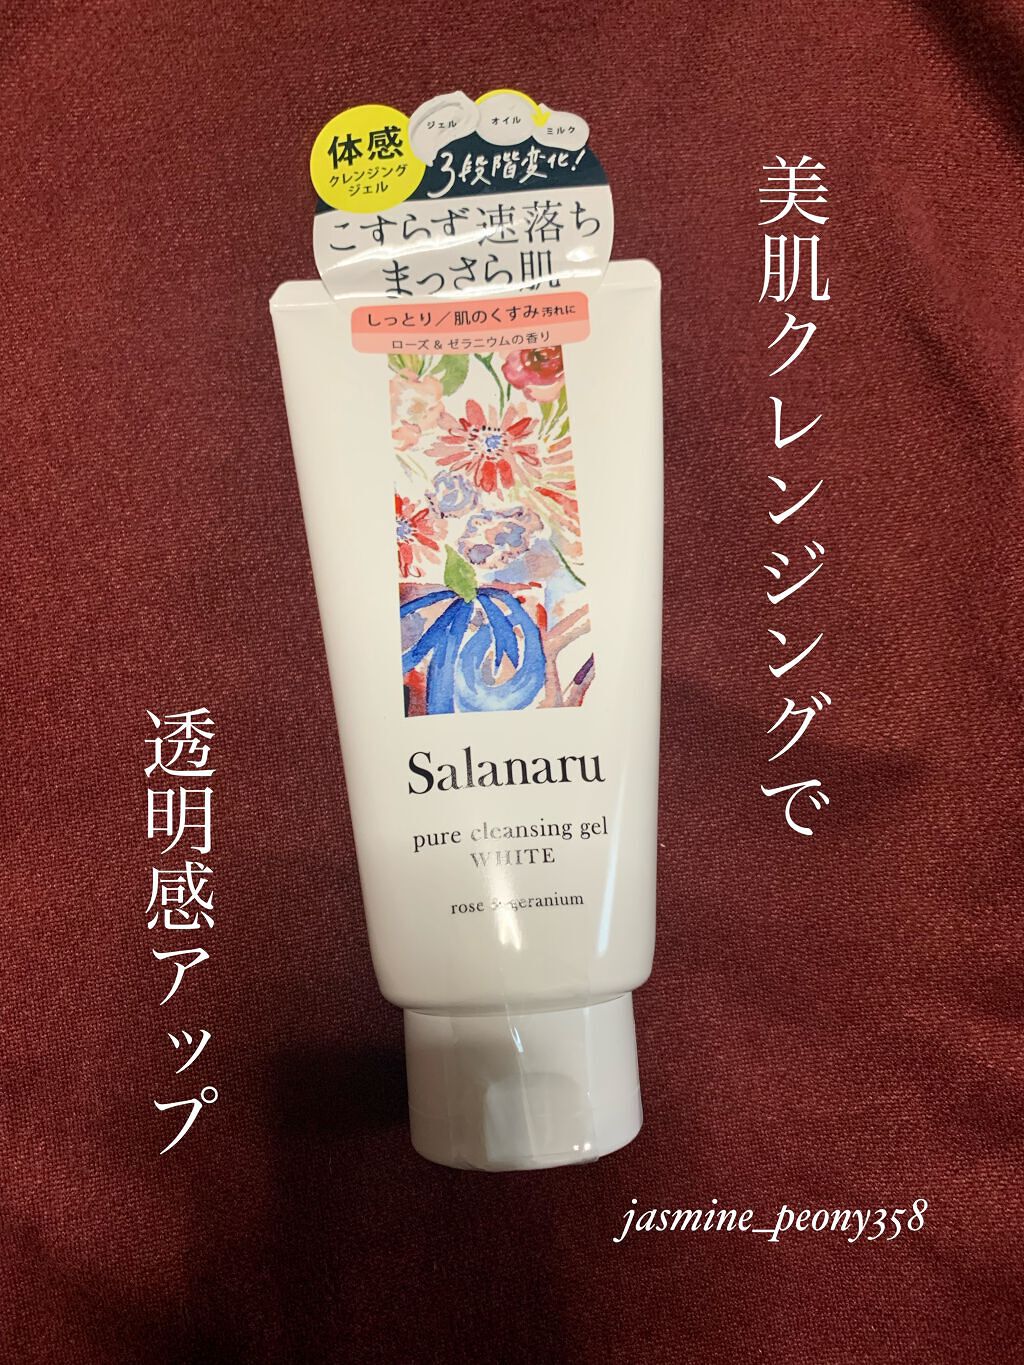 美肌クレンジングで
透明感アップ
体感
クレンジング
ジェル
ジェル
オイル
ミルク
3段階変化!
こすらず速落ち
まっさら肌
しっとり/肌のくすみ汚れに
ローズ&ゼラニウムの香り
Salanaru
pure cleansing gel
WHITE
rose & geranium
jasmine_peony358